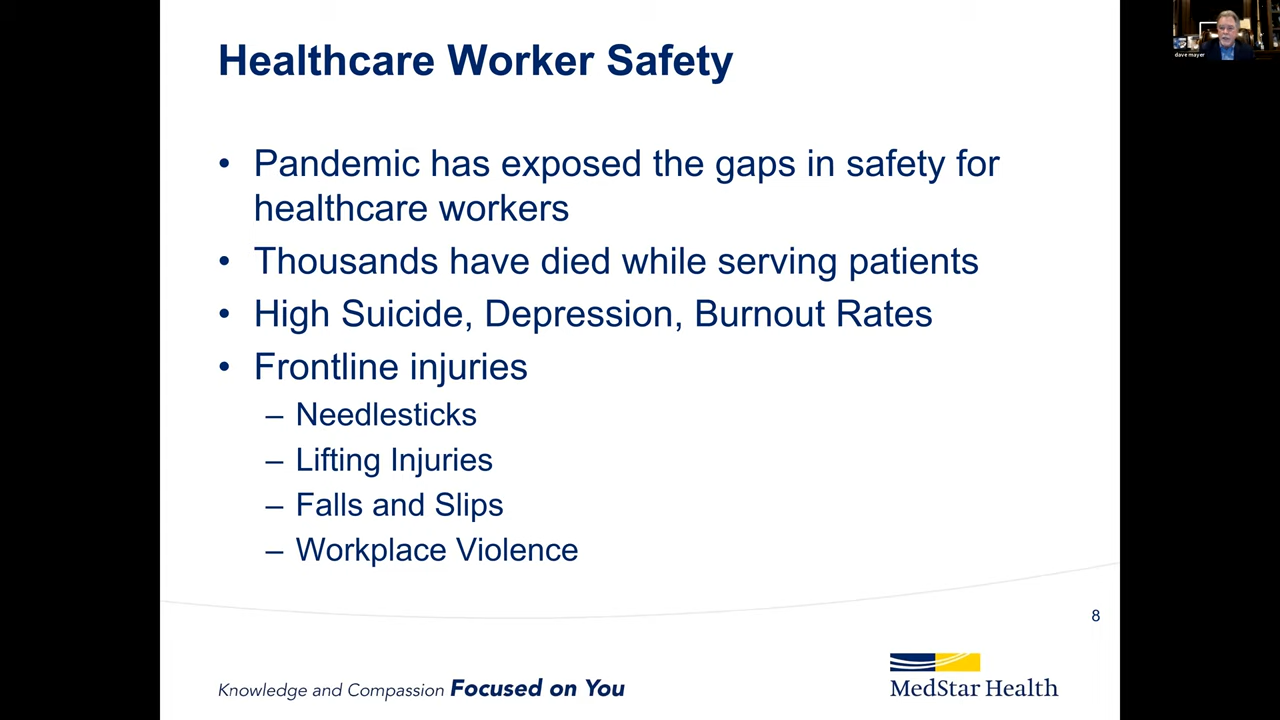 Healthcare Worker Safety
• Pandemic has exposed the gaps in safety for
healthcare workers
• Thousands have died while serving patients
• High Suicide, Depression, Burnout Rates
• Frontline injuries
– Needlesticks
– Lifting Injuries
– Falls and Slips
– Workplace Violence
8
Knowledge and Compassion Focused on You
MedStar Health
dave mayer